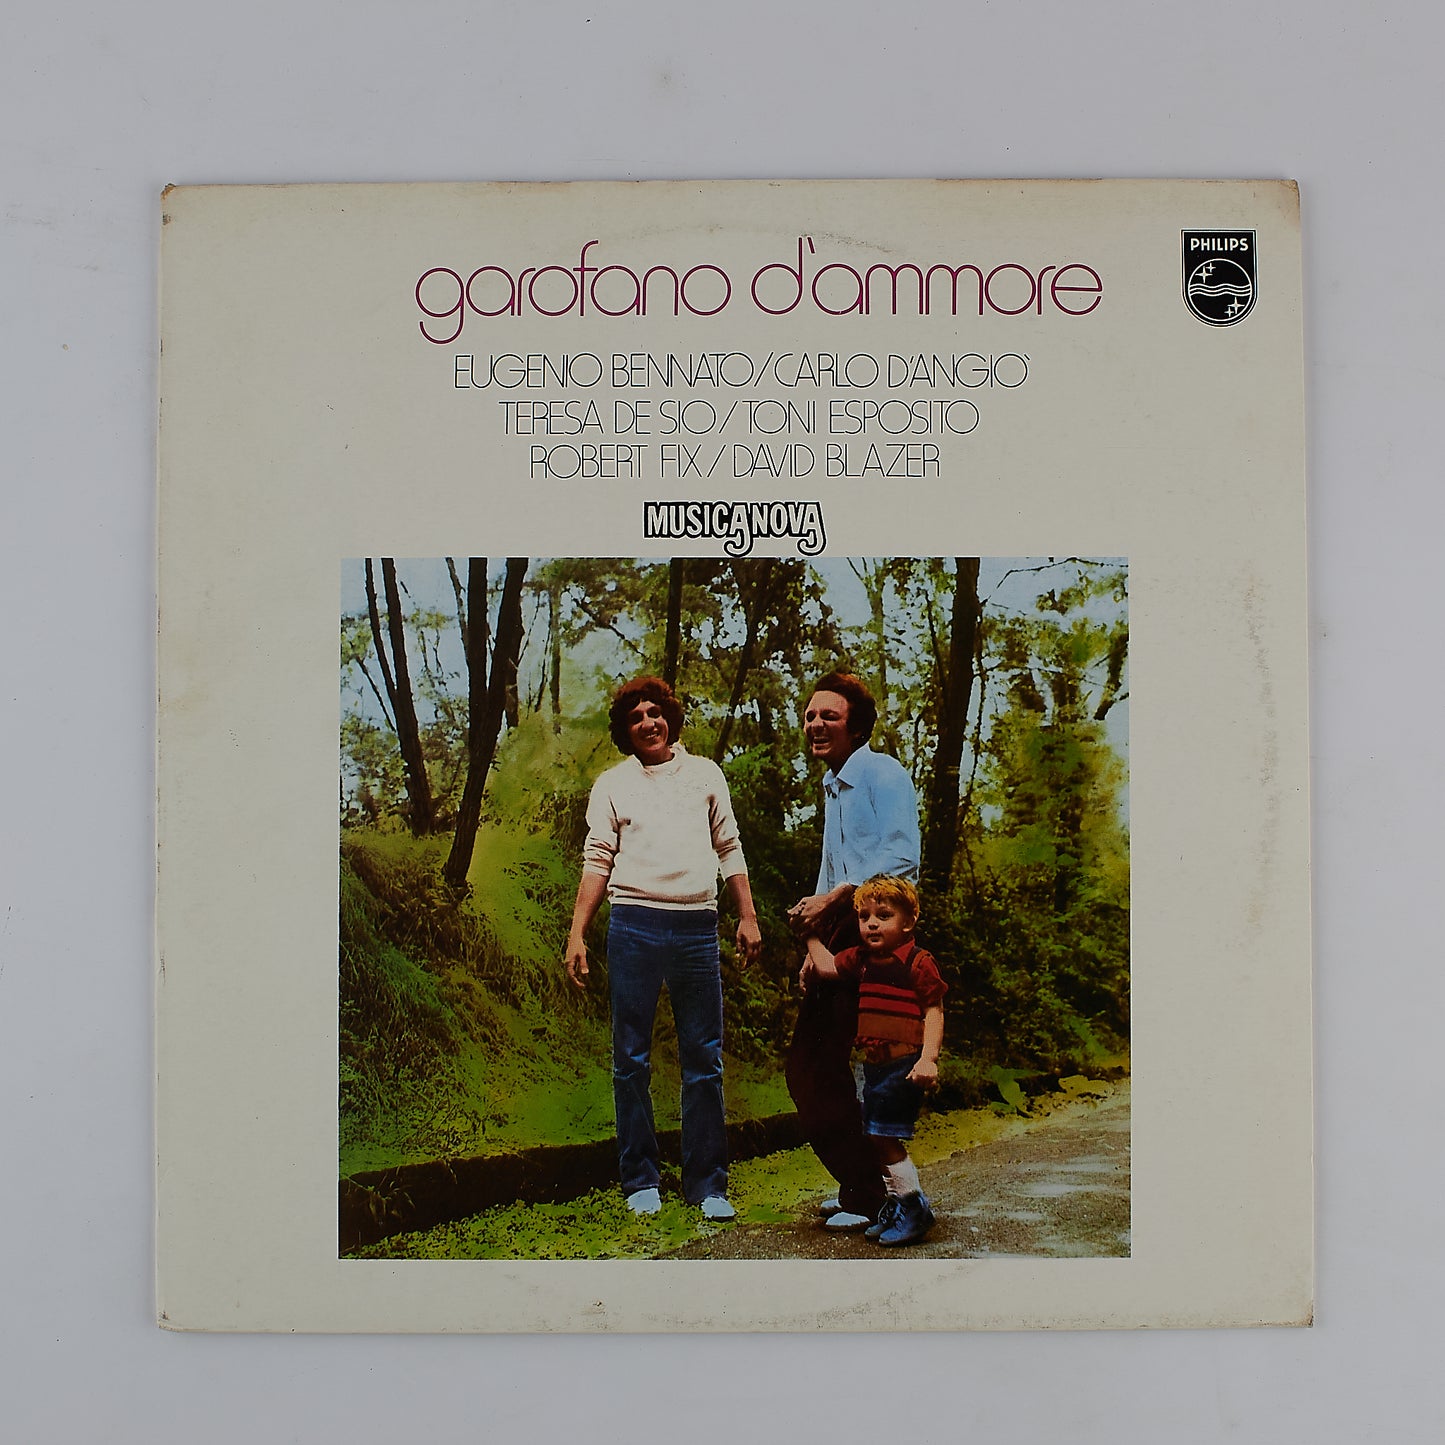 garofano d'ammore
PHILIPS
EUGENIO BENNATO/CARLO D'ANGIO'
TERESA DE SIO/TONI ESPOSITO
ROBERT FIX/DAVID BLAZER
MUSICANOVA